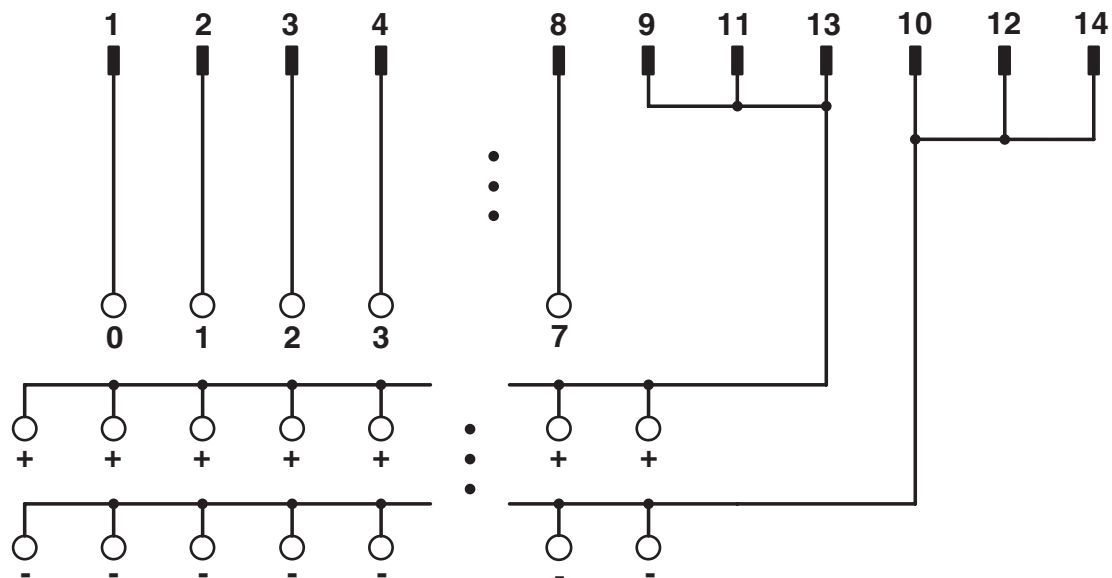 1 2 3 4 8 9 11 13 10 12 14
0 1 2 3 7
+ + + + + + +
- - - - - - -